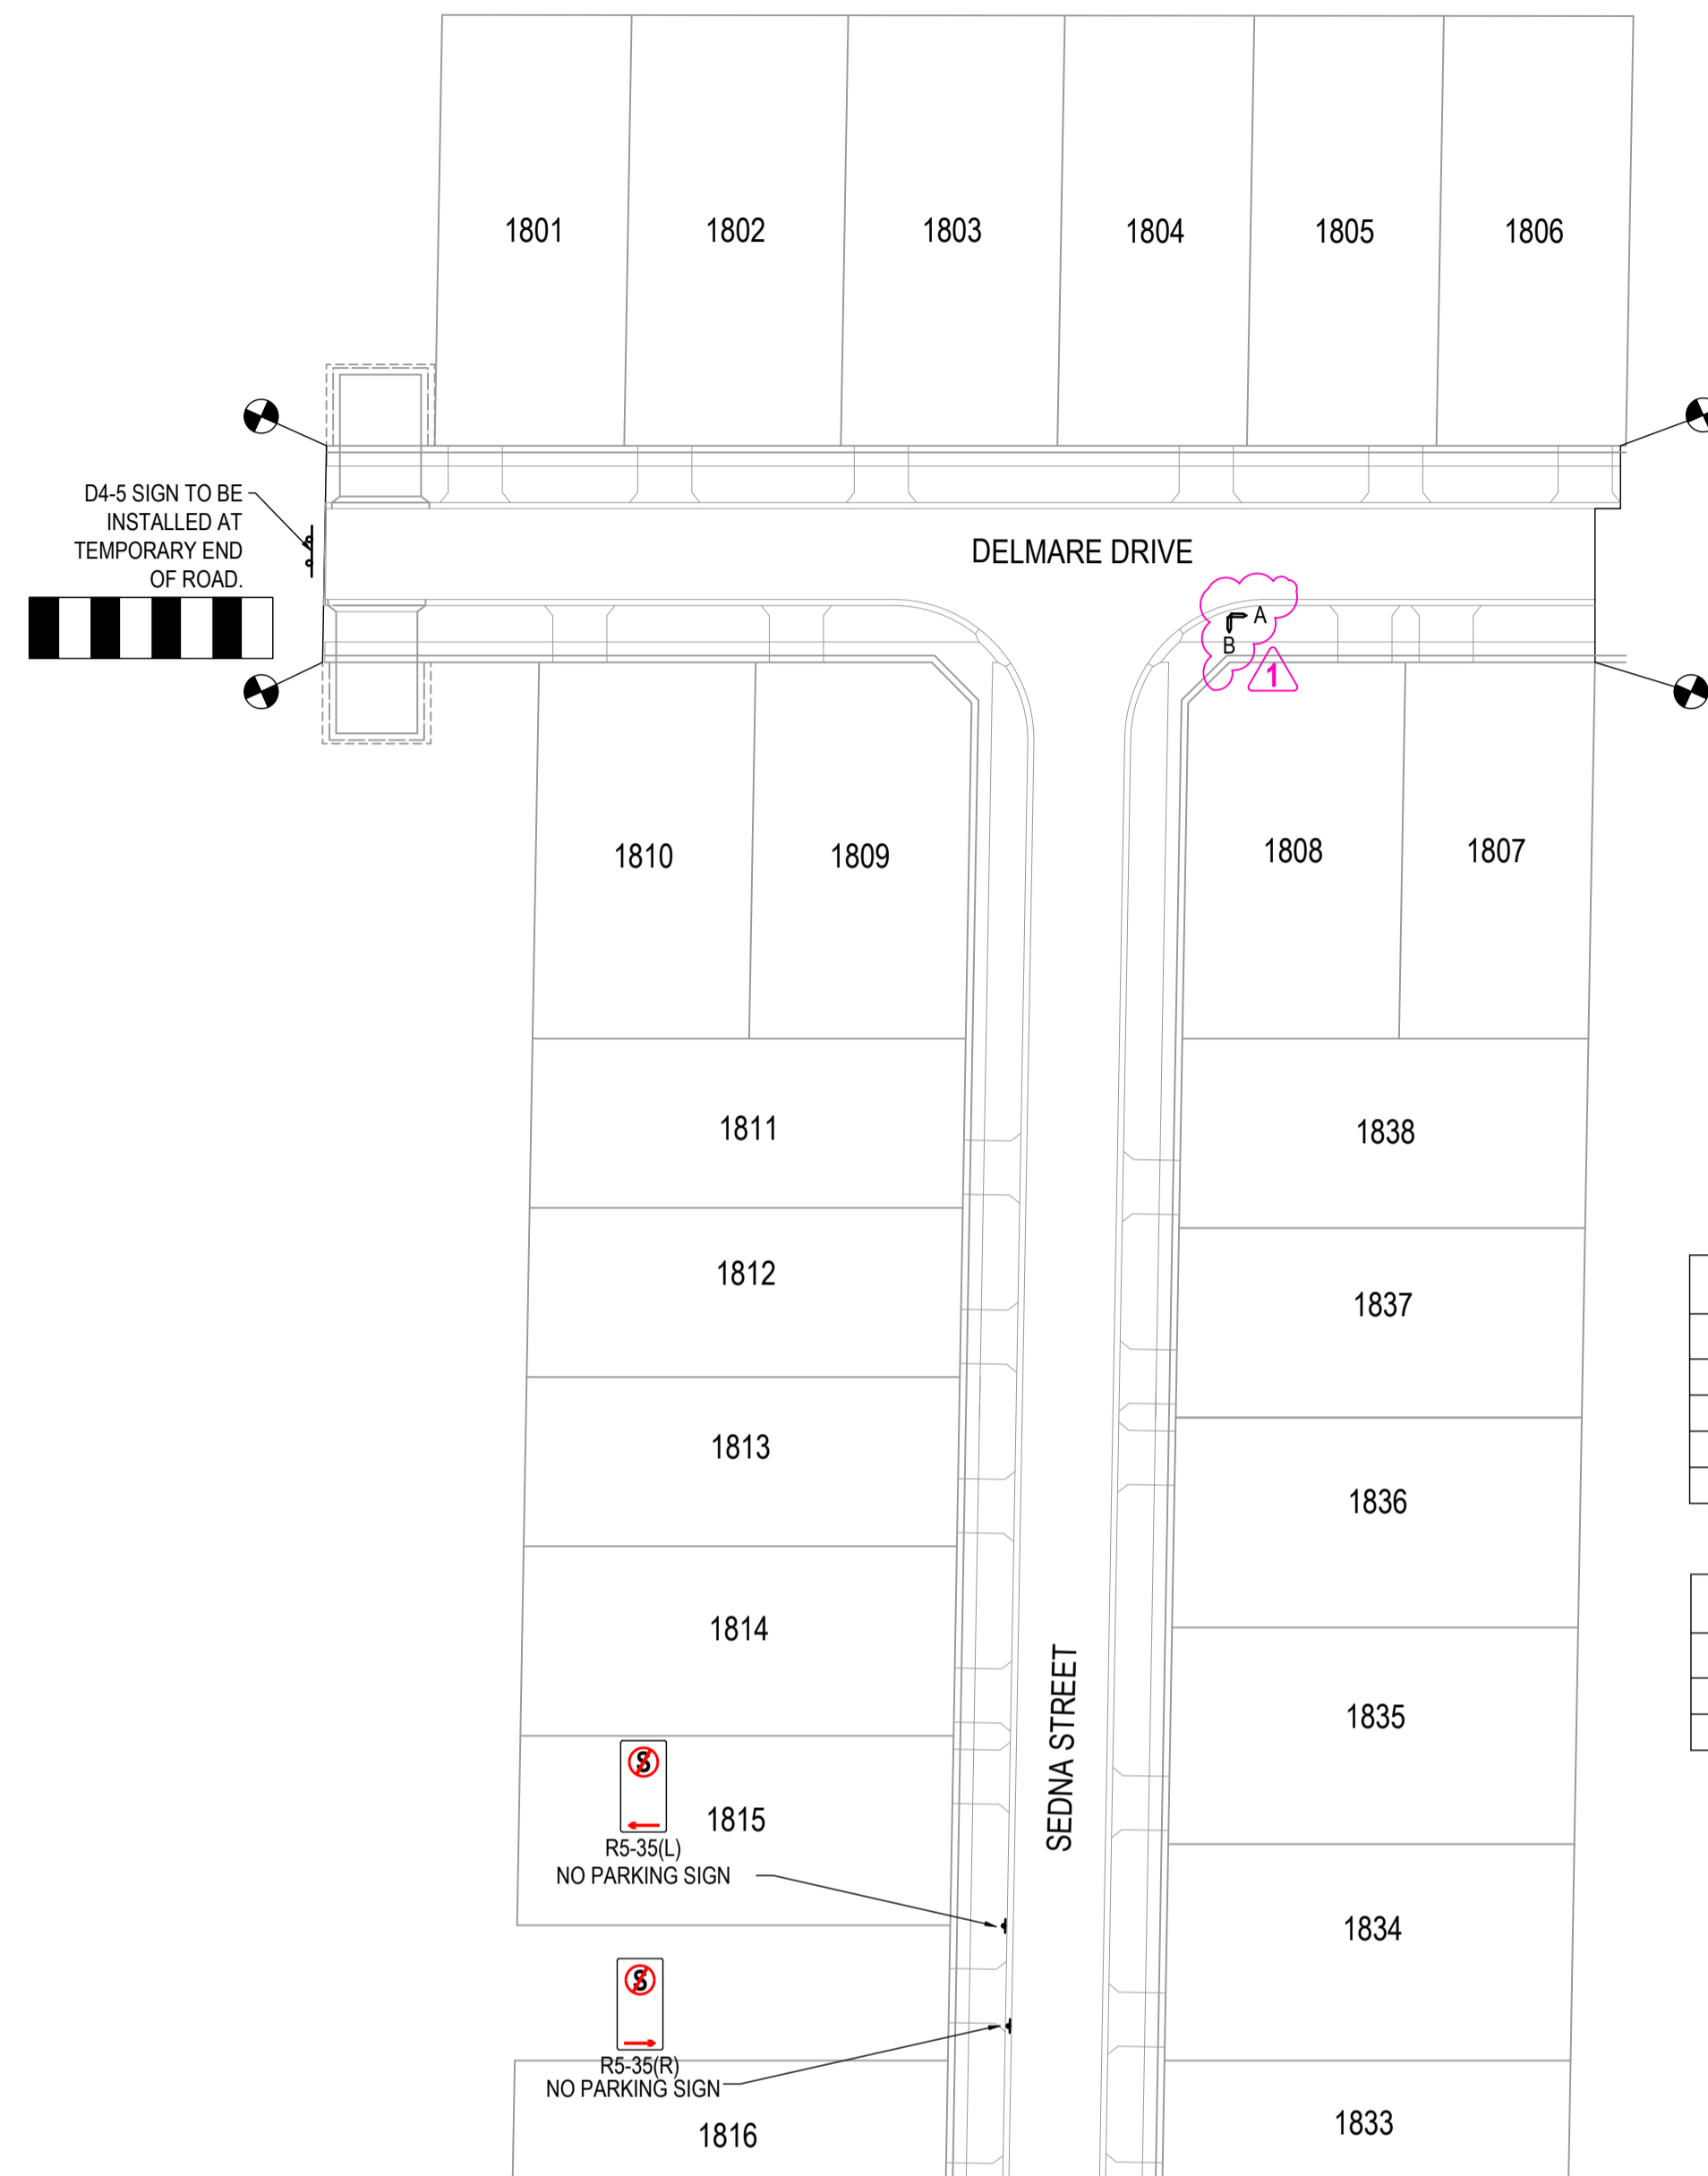 1801
1802
1803
1804
1805
1806
D4-5 SIGN TO BE
INSTALLED AT
TEMPORARY END
OF ROAD.
DELMARE DRIVE
A
B
1
1810
1809
1808
1807
1811
1838
1812
1837
1813
1836
1814
1835
SEDNA STREET
S
1815
R5-35(L)
NO PARKING SIGN
1834
S
R5-35(R)
NO PARKING SIGN
1816
1833